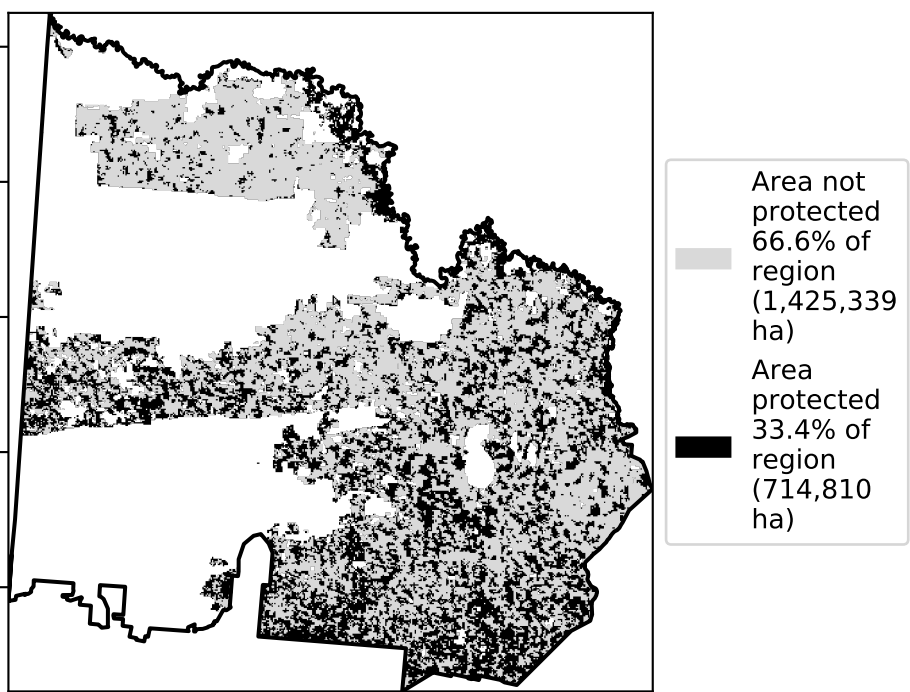 Area not
protected
66.6% of
region
(1,425,339
ha)
Area
protected
33.4% of
region
(714,810
ha)